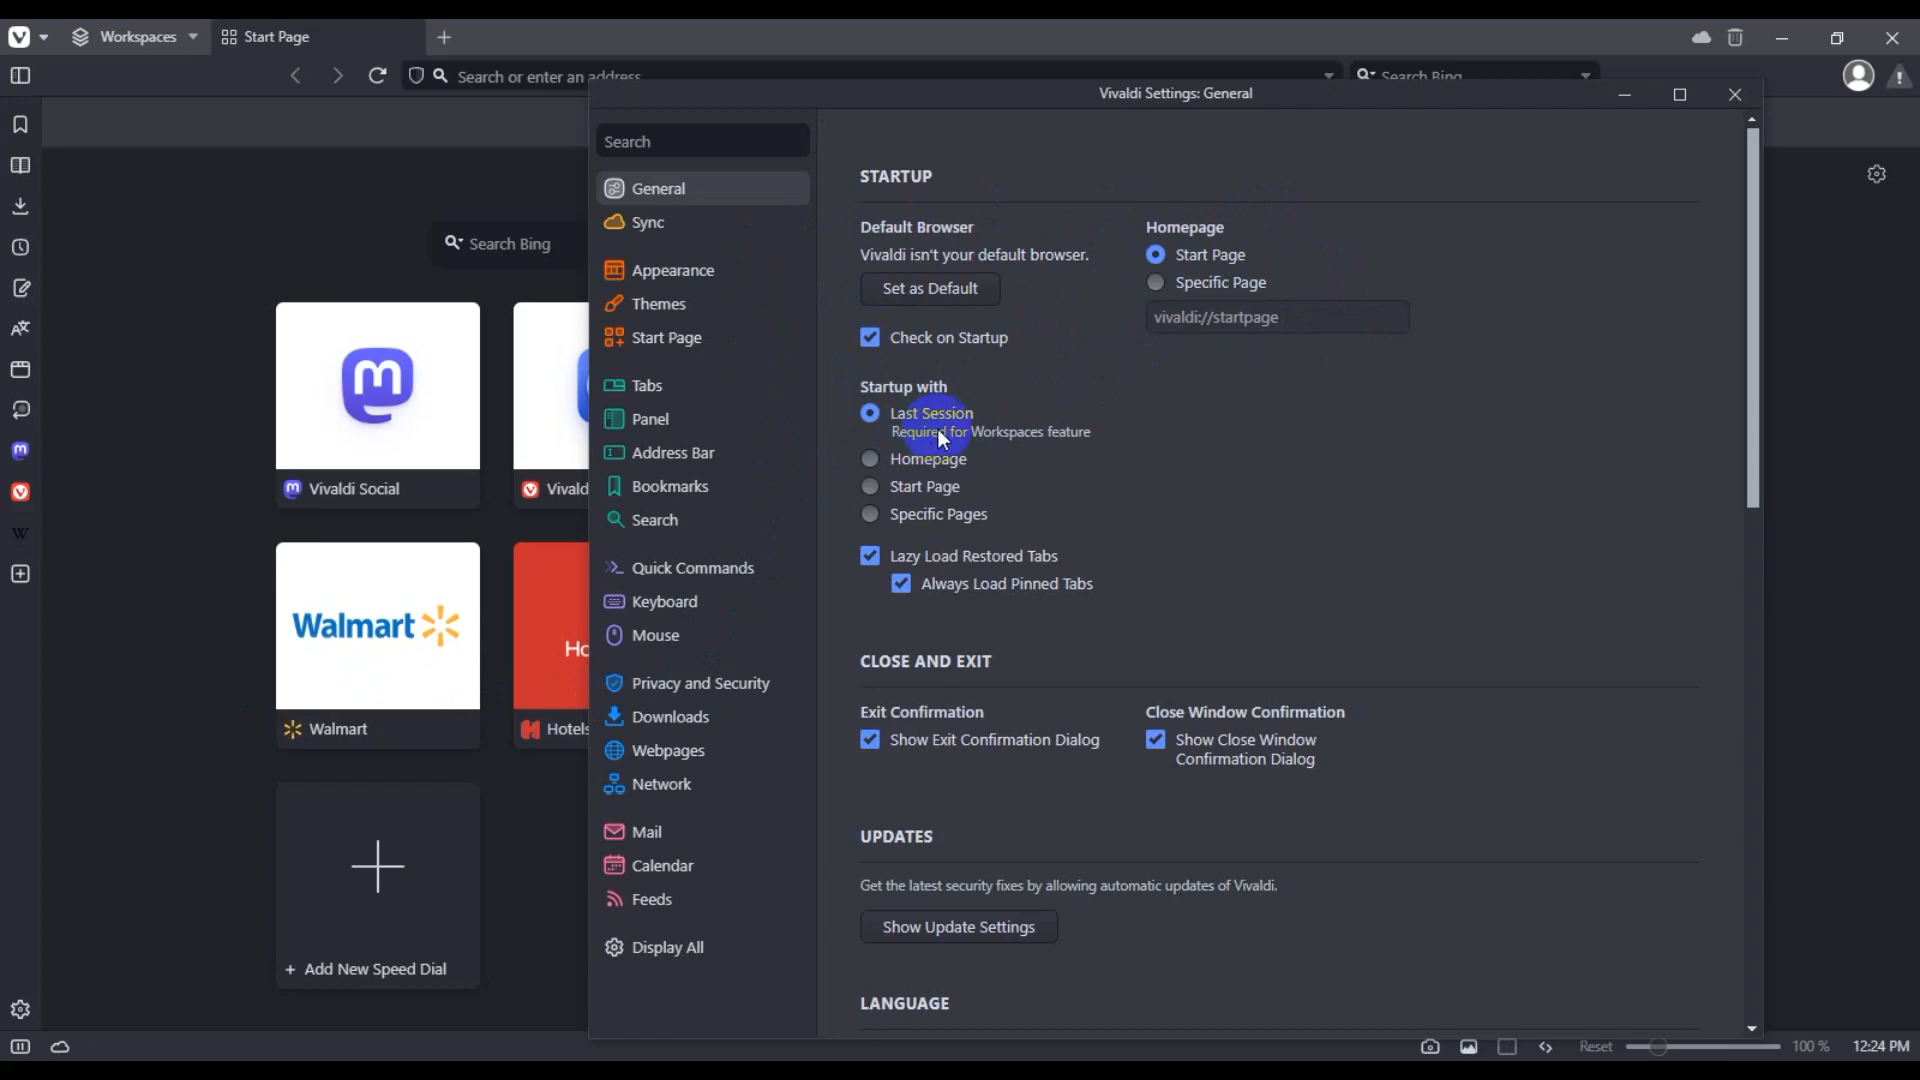 Workspaces
Start Page
Search or enter an address
Search Bing
Vivaldi Settings: General
Search
General
Sync
Appearance
Themes
Start Page
Tabs
Panel
Address Bar
Bookmarks
Search
Quick Commands
Keyboard
Mouse
Privacy and Security
Downloads
Webpages
Network
Mail
Calendar
Feeds
Display All
STARTUP
Default Browser
Vivaldi isn't your default browser.
Set as Default
Check on Startup
Homepage
Start Page
Specific Page
vivaldi://startpage
Startup with
Last Session
Required for Workspaces feature
Homepage
Start Page
Specific Pages
Lazy Load Restored Tabs
Always Load Pinned Tabs
CLOSE AND EXIT
Exit Confirmation
Show Exit Confirmation Dialog
Close Window Confirmation
Show Close Window
Confirmation Dialog
UPDATES
Get the latest security fixes by allowing automatic updates of Vivaldi.
Show Update Settings
LANGUAGE
Search Bing
Vivaldi Social
Vivald
Walmart
Ho
Walmart
Hotels
+ Add New Speed Dial
Reset
100 %
12:24 PM